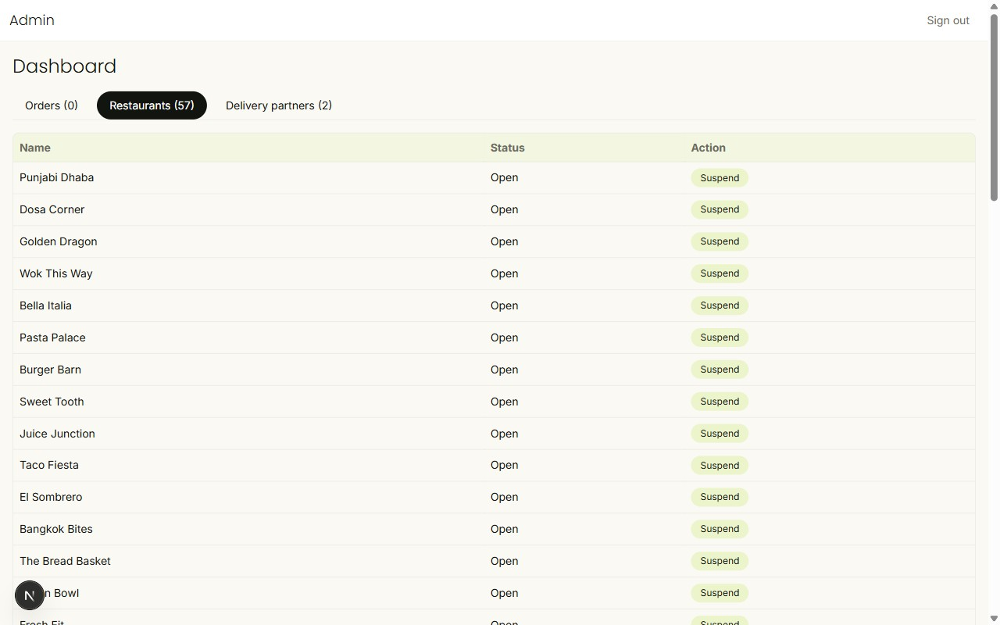 Admin
Sign out
Dashboard
Orders (0) Restaurants (57) Delivery partners (2)
Name Status Action
Punjabi Dhaba Open Suspend
Dosa Corner Open Suspend
Golden Dragon Open Suspend
Wok This Way Open Suspend
Bella Italia Open Suspend
Pasta Palace Open Suspend
Burger Barn Open Suspend
Sweet Tooth Open Suspend
Juice Junction Open Suspend
Taco Fiesta Open Suspend
El Sombrero Open Suspend
Bangkok Bites Open Suspend
The Bread Basket Open Suspend
N Bowl Open Suspend
Fresh Fit Open Suspend